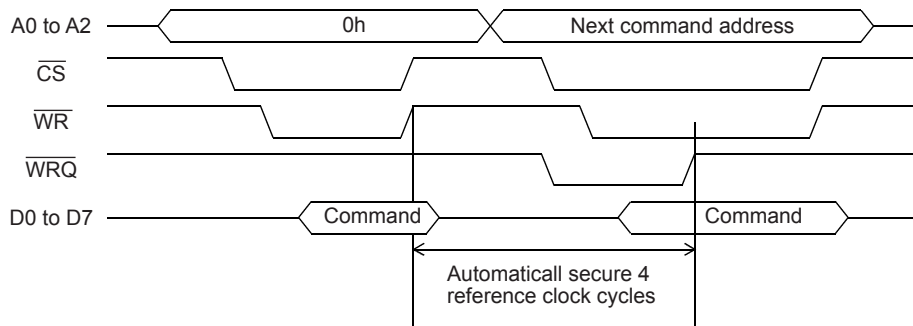 A0 to A2
0h
Next command address
CS
WR
WRQ
D0 to D7
Command
Command
Automaticall secure 4
reference clock cycles